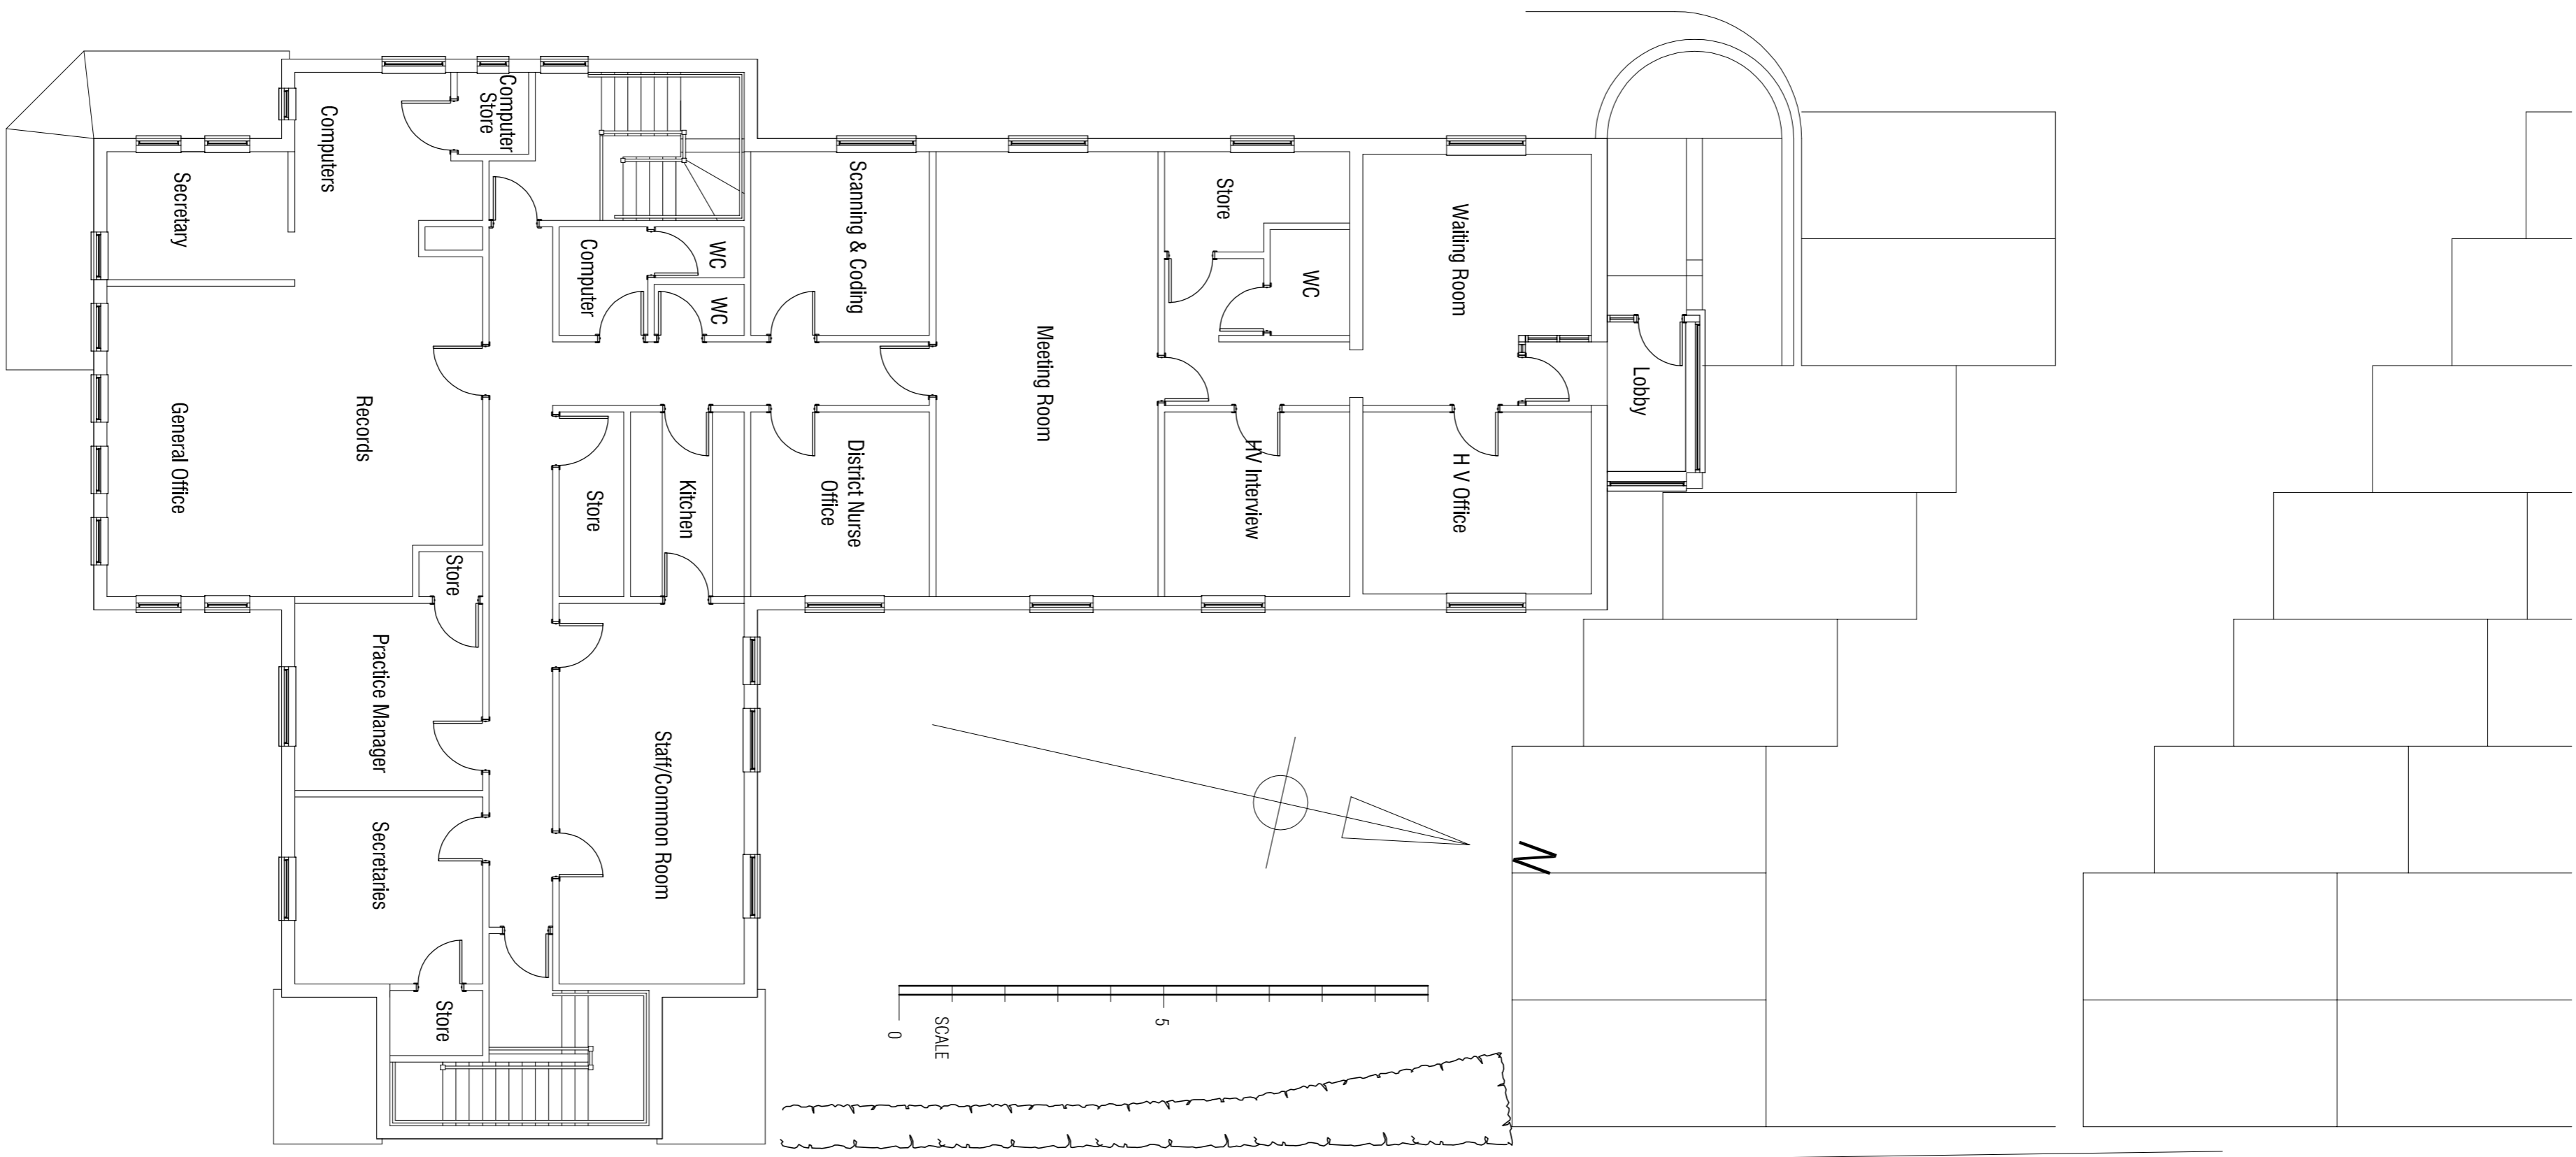 Computer
Store
Computers
Secretary
Scanning & Coding
Store
Waiting Room
WC
Computer
WC
WC
Meeting Room
Lobby
General Office
Records
Store
Kitchen
District Nurse
Office
HV Interview
H V Office
Store
Practice Manager
Staff/Common Room
Secretaries
N
Store
SCALE
0
5